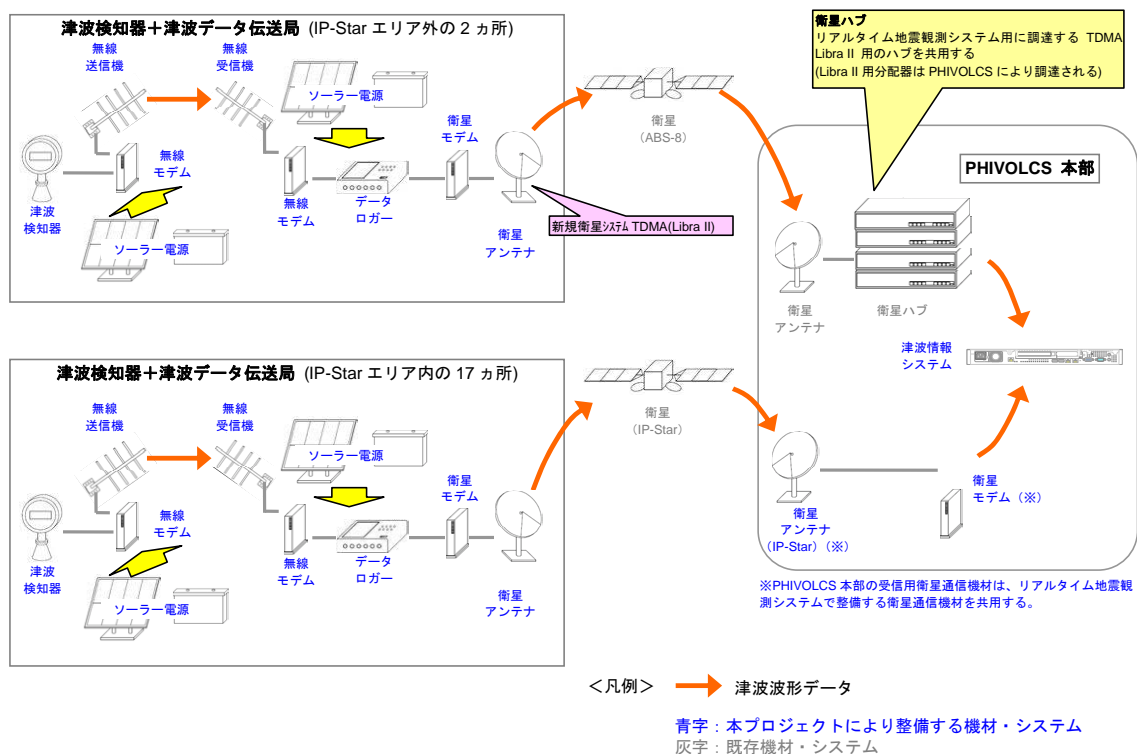 津波検知器＋津波データ伝送局 (IP-Star エリア外の 2 ヵ所)
無線
送信機
無線
受信機
ソーラー電源
衛星
モデム
無線
モデム
津波
検知器
ソーラー電源
無線
モデム
データ
ロガー
衛星
アンテナ
新規衛星ｼｽﾃﾑ TDMA(Libra II)
衛星
(ABS-8)
衛星ハブ
リアルタイム地震観測システム用に調達する TDMA
Libra II 用のハブを共用する
(Libra II 用分配器は PHIVOLCS により調達される)
PHIVOLCS 本部
衛星
アンテナ
衛星ハブ
津波情報
システム
津波検知器＋津波データ伝送局 (IP-Star エリア内の 17 ヵ所)
無線
送信機
無線
受信機
ソーラー電源
衛星
モデム
無線
モデム
津波
検知器
ソーラー電源
無線
モデム
データ
ロガー
衛星
アンテナ
衛星
(IP-Star)
衛星
アンテナ
(IP-Star)（※）
衛星
モデム（※）
※PHIVOLCS 本部の受信用衛星通信機材は、リアルタイム地震観
測システムで整備する衛星通信機材を共用する。
＜凡例＞ 津波波形データ
青字：本プロジェクトにより整備する機材・システム
灰字：既存機材・システム